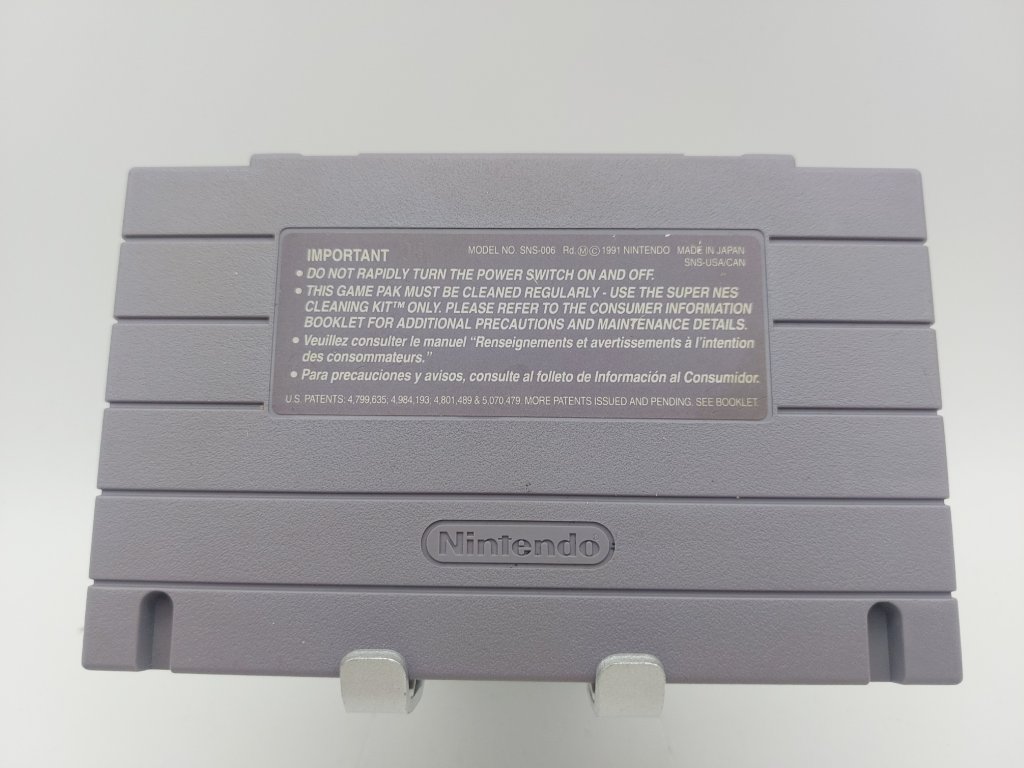 IMPORTANT MODEL NO. SNS-006 Rd. Ⓜ © 1991 NINTENDO MADE IN JAPAN
SNS-USA/CAN
• DO NOT RAPIDLY TURN THE POWER SWITCH ON AND OFF.
• THIS GAME PAK MUST BE CLEANED REGULARLY - USE THE SUPER NES
CLEANING KIT™ ONLY. PLEASE REFER TO THE CONSUMER INFORMATION
BOOKLET FOR ADDITIONAL PRECAUTIONS AND MAINTENANCE DETAILS.
• Veuillez consulter le manuel "Renseignements et avertissements à l'intention
des consommateurs."
• Para precauciones y avisos, consulte al folleto de Información al Consumidor.
U.S. PATENTS: 4,799,635; 4,984,193; 4,801,489 & 5,070,479. MORE PATENTS ISSUED AND PENDING. SEE BOOKLET.
Nintendo